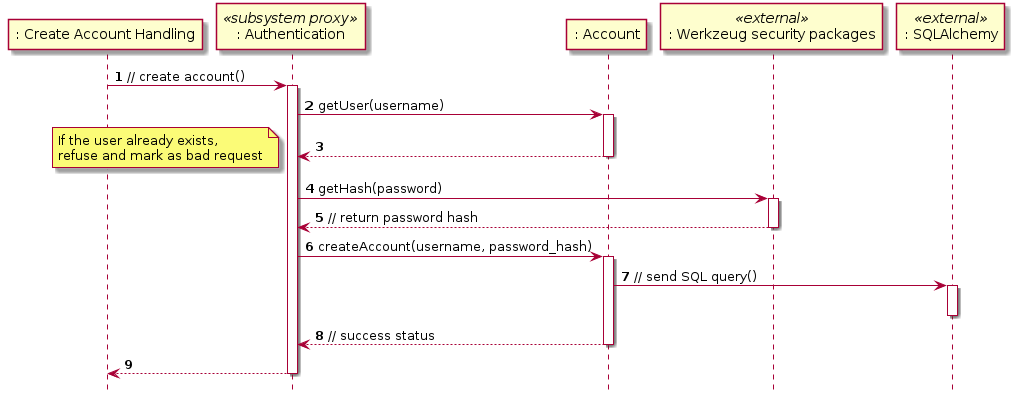 «subsystem proxy»
«external»
«external»
: Create Account Handling
: Authentication
: Account
: Werkzeug security packages
: SQLAlchemy
1 // create account()
2 getUser(username)
If the user already exists,
refuse and mark as bad request
3
4 getHash(password)
5 // return password hash
6 createAccount(username, password_hash)
7 // send SQL query()
8 // success status
9